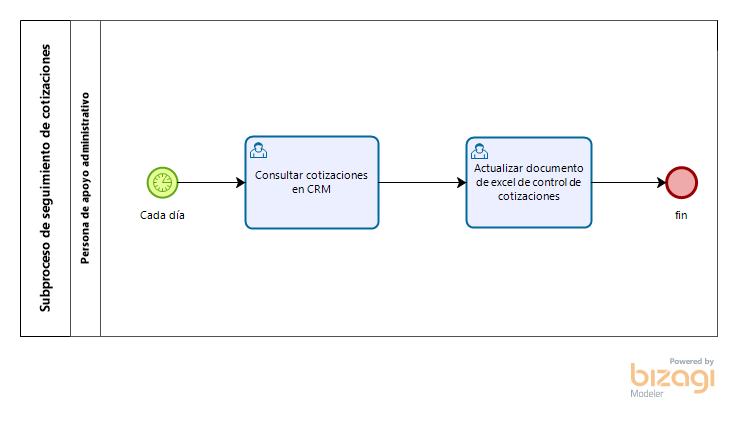 Subproceso de seguimiento de cotizaciones
Persona de apoyo administrativo
Cada día
Consultar cotizaciones
en CRM
Actualizar documento
de excel de control de
cotizaciones
fin
Powered by
bizagi
Modeler